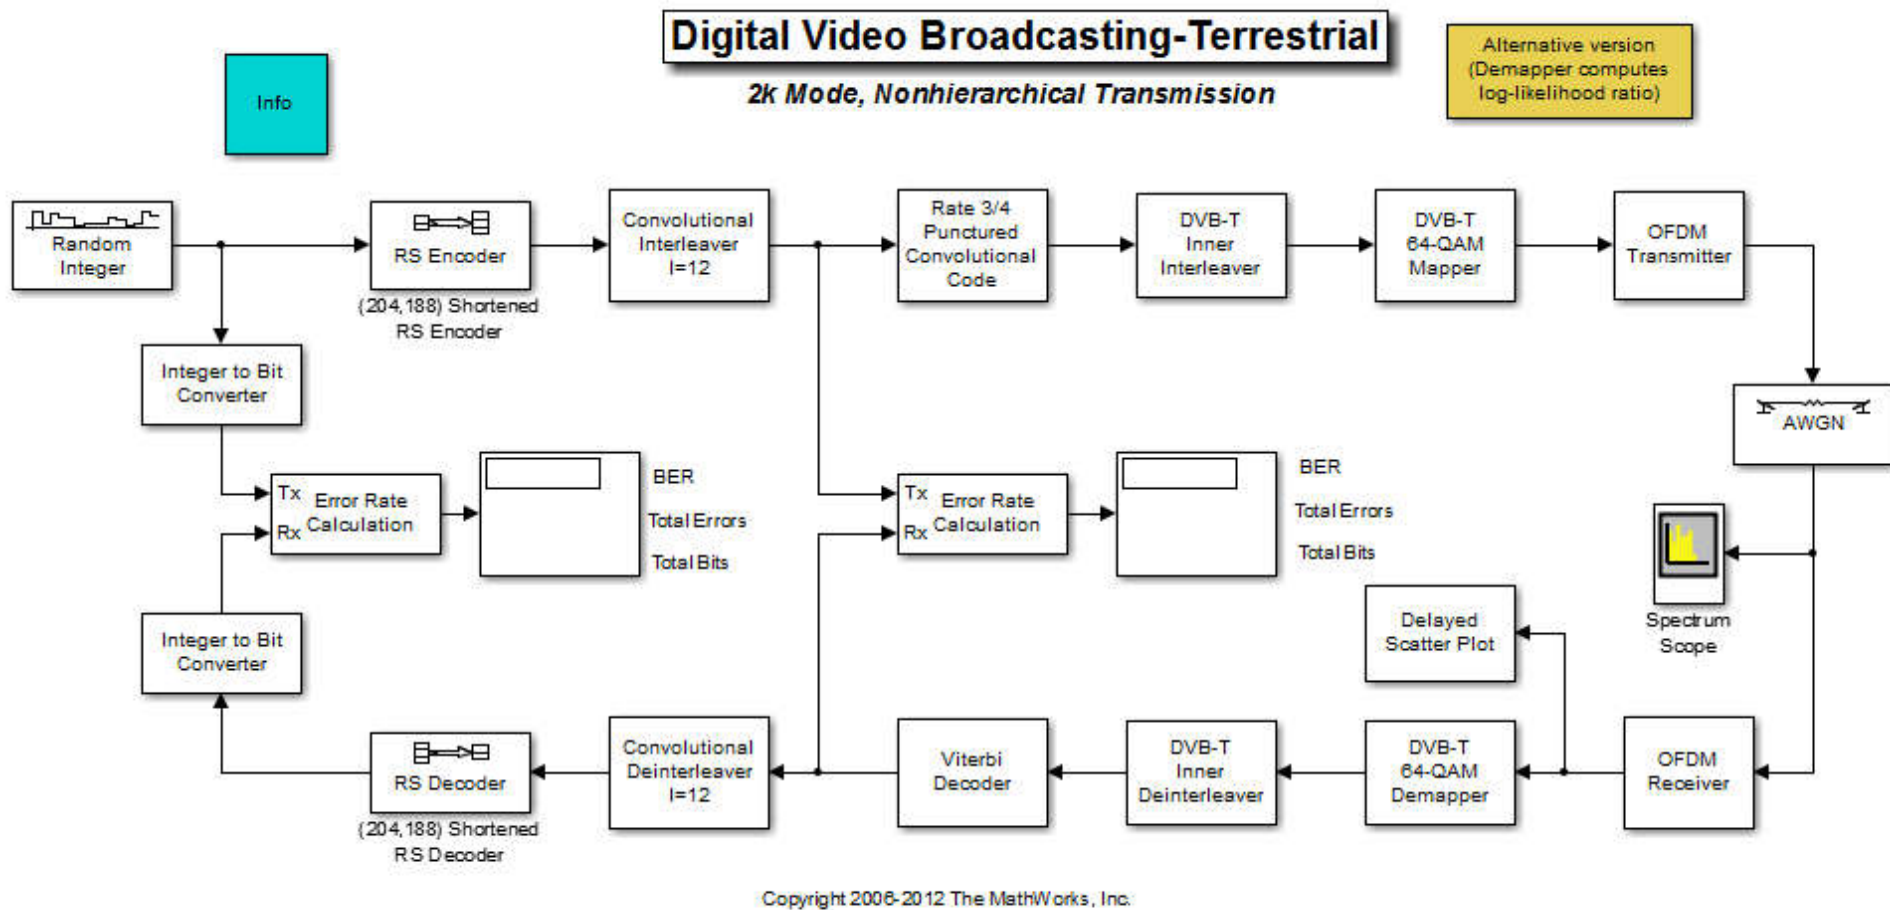 Digital Video Broadcasting-Terrestrial
2k Mode, Nonhierarchical Transmission
Info
Alternative version
(Demapper computes
log-likelihood ratio)
Random
Integer
RS Encoder
(204,188) Shortened
RS Encoder
Convolutional
Interleaver
I=12
Rate 3/4
Punctured
Convolutional
Code
DVB-T
Inner
Interleaver
DVB-T
64-QAM
Mapper
OFDM
Transmitter
Integer to Bit
Converter
AWGN
Tx
Rx
Error Rate
Calculation
BER
Total Errors
Total Bits
Tx
Rx
Error Rate
Calculation
BER
Total Errors
Total Bits
Spectrum
Scope
Delayed
Scatter Plot
Integer to Bit
Converter
RS Decoder
(204,188) Shortened
RS Decoder
Convolutional
Deinterleaver
I=12
Viterbi
Decoder
DVB-T
Inner
Deinterleaver
DVB-T
64-QAM
Demapper
OFDM
Receiver
Copyright 2006-2012 The MathWorks, Inc.